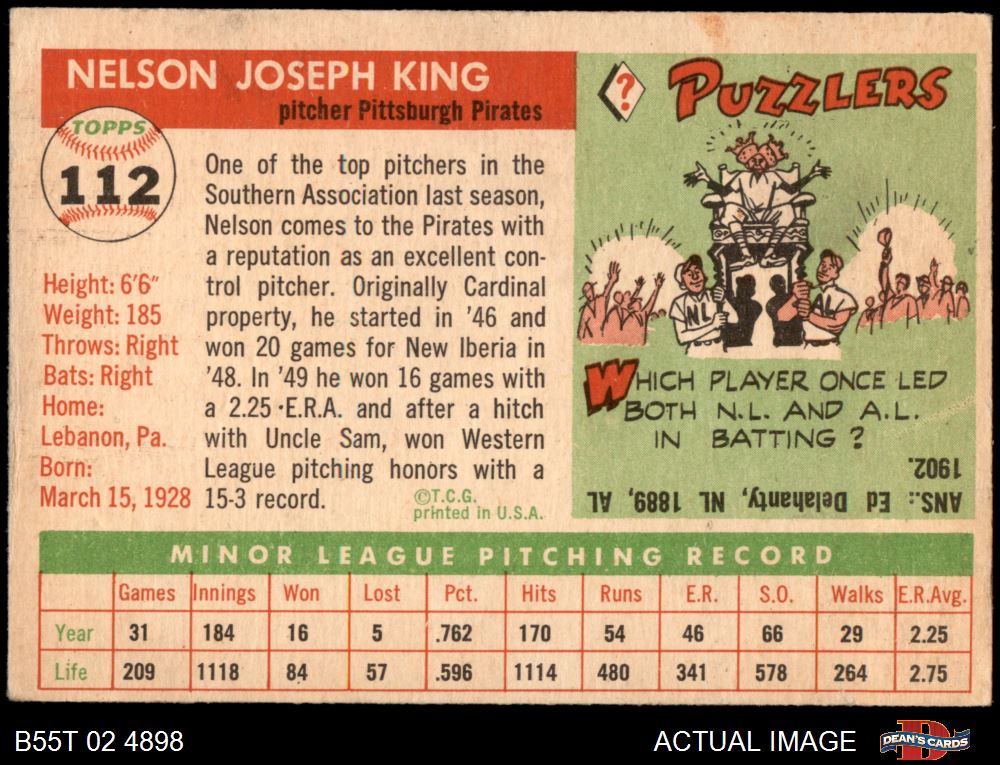 NELSON JOSEPH KING
pitcher Pittsburgh Pirates
TOPPS
112
Height: 6'6"
Weight: 185
Throws: Right
Bats: Right
Home:
Lebanon, Pa.
Born:
March 15, 1928
One of the top pitchers in the
Southern Association last season,
Nelson comes to the Pirates with
a reputation as an excellent con-
trol pitcher. Originally Cardinal
property, he started in '46 and
won 20 games for New Iberia in
'48. In '49 he won 16 games with
a 2.25 E.R.A. and after a hitch
with Uncle Sam, won Western
League pitching honors with a
15-3 record.
©T.C.G.
printed in U.S.A.
?
PUZZLERS
NL
AL
WHICH PLAYER ONCE LED
BOTH N.L. AND A.L.
IN BATTING ?
ANS.: Ed Delahanty, NL 1889, AL
1902.
MINOR LEAGUE PITCHING RECORD
Games Innings Won Lost Pct. Hits Runs E.R. S.O. Walks E.R.Avg.
Year 31 184 16 5 .762 170 54 46 66 29 2.25
Life 209 1118 84 57 .596 1114 480 341 578 264 2.75
B55T 02 4898
ACTUAL IMAGE
D
DEAN'S CARDS